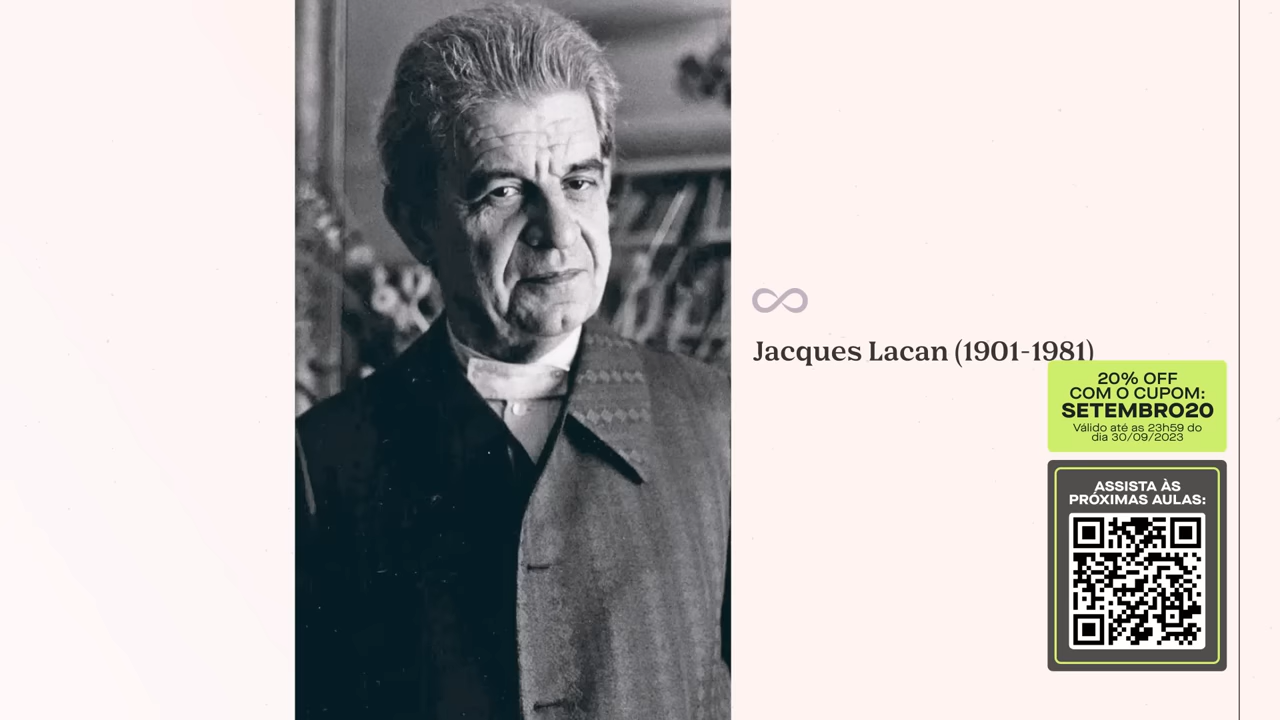 Jacques Lacan (1901-1981)
20% OFF
COM O CUPOM:
SETEMBRO20
Válido até as 23h59 do
dia 30/09/2023
ASSISTA ÀS
PRÓXIMAS AULAS: